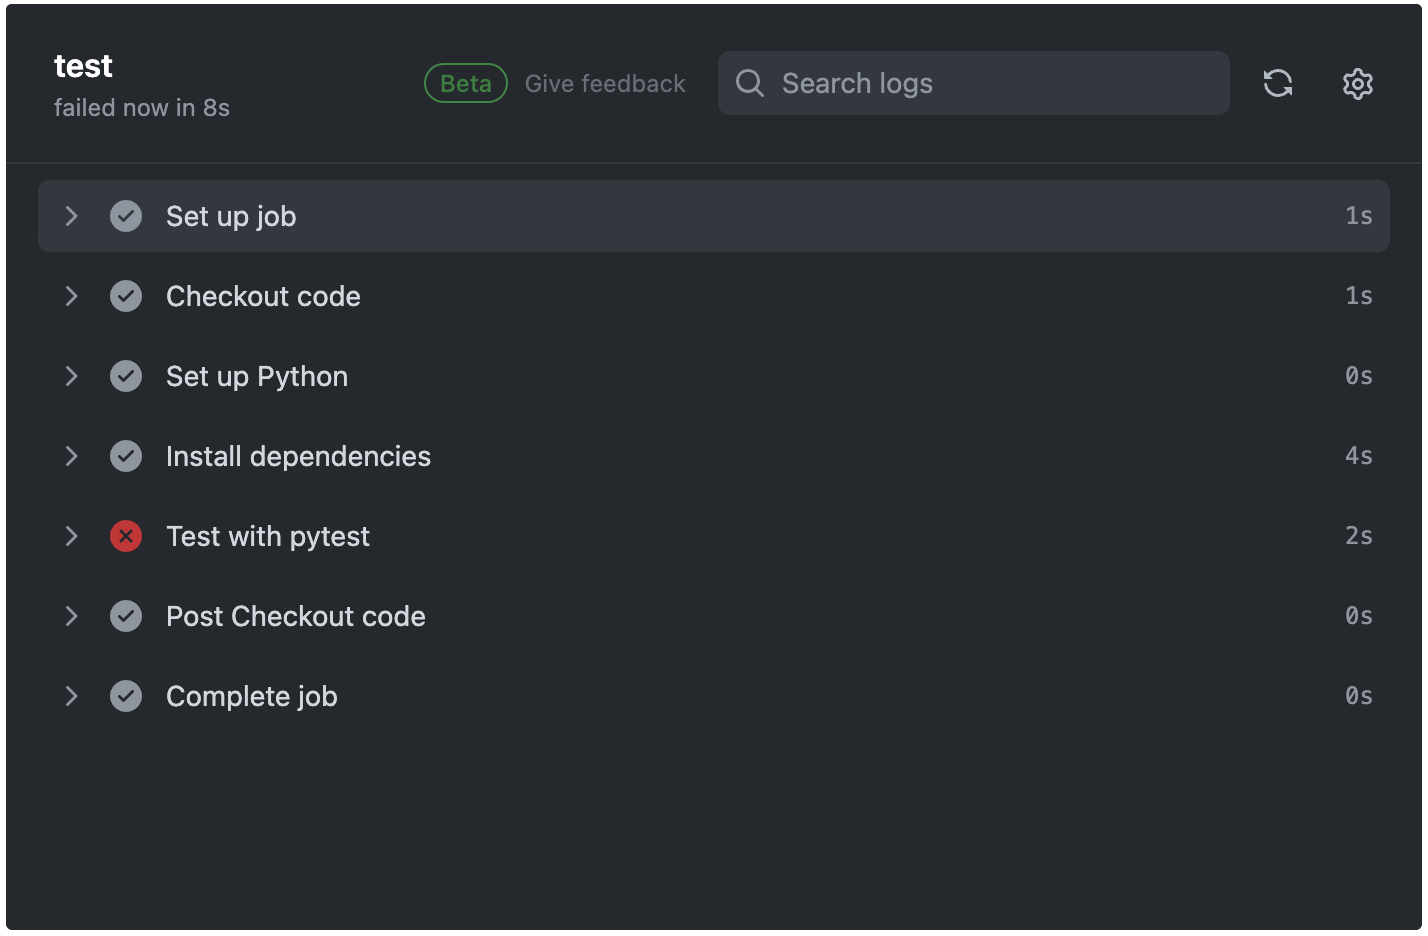 test
failed now in 8s
Beta Give feedback
Search logs
Set up job 1s
Checkout code 1s
Set up Python 0s
Install dependencies 4s
Test with pytest 2s
Post Checkout code 0s
Complete job 0s